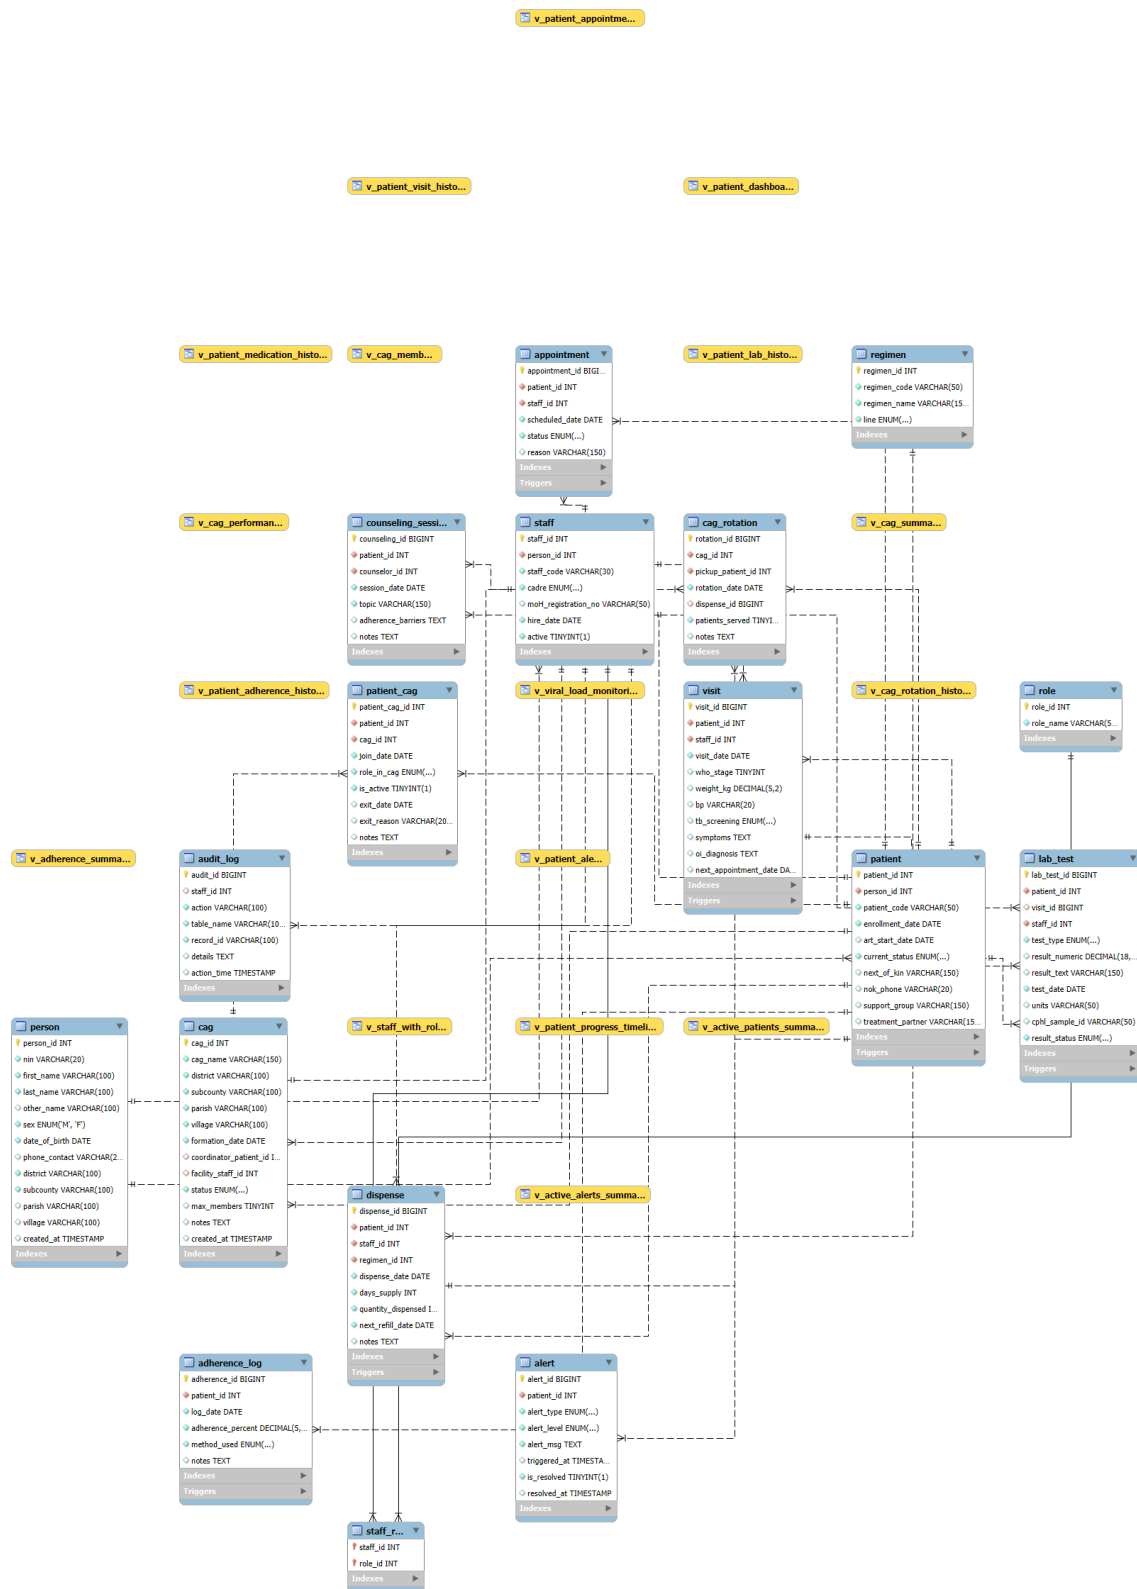 v_patient_appointme...
v_patient_visit_histo...
v_patient_dashboa...
v_patient_medication_histo...
v_cag_memb...
appointment
appointment_id BIGI...
patient_id INT
staff_id INT
scheduled_date DATE
status ENUM(...)
reason VARCHAR(150)
Indexes
Triggers
v_patient_lab_histo...
regimen
regimen_id INT
regimen_code VARCHAR(50)
regimen_name VARCHAR(15...
line ENUM(...)
Indexes
v_cag_performan...
counseling_sessi...
counseling_id BIGINT
patient_id INT
counselor_id INT
session_date DATE
topic VARCHAR(150)
adherence_barriers TEXT
notes TEXT
Indexes
staff
staff_id INT
person_id INT
staff_code VARCHAR(30)
cadre ENUM(...)
moH_registration_no VARCHAR(50)
hire_date DATE
active TINYINT(1)
Indexes
cag_rotation
rotation_id BIGINT
cag_id INT
pickup_patient_id INT
rotation_date DATE
dispense_id BIGINT
patients_served TINYI...
notes TEXT
Indexes
v_cag_summa...
v_patient_adherence_histo...
patient_cag
patient_cag_id INT
patient_id INT
cag_id INT
join_date DATE
role_in_cag ENUM(...)
is_active TINYINT(1)
exit_date DATE
exit_reason VARCHAR(20...
notes TEXT
Indexes
v_viral_load_monitori...
visit
visit_id BIGINT
patient_id INT
staff_id INT
visit_date DATE
who_stage TINYINT
weight_kg DECIMAL(5,2)
bp VARCHAR(20)
tb_screening ENUM(...)
symptoms TEXT
oi_diagnosis TEXT
next_appointment_date DA...
Indexes
Triggers
v_cag_rotation_histo...
role
role_id INT
role_name VARCHAR(5...
Indexes
v_adherence_summa...
audit_log
audit_id BIGINT
staff_id INT
action VARCHAR(100)
table_name VARCHAR(10...
record_id VARCHAR(100)
details TEXT
action_time TIMESTAMP
Indexes
v_patient_ale...
patient
patient_id INT
person_id INT
patient_code VARCHAR(50)
enrollment_date DATE
art_start_date DATE
current_status ENUM(...)
next_of_kin VARCHAR(150)
nok_phone VARCHAR(20)
support_group VARCHAR(150)
treatment_partner VARCHAR(15...
Indexes
Triggers
lab_test
lab_test_id BIGINT
patient_id INT
visit_id BIGINT
staff_id INT
test_type ENUM(...)
result_numeric DECIMAL(18,...
result_text VARCHAR(150)
test_date DATE
units VARCHAR(50)
cphl_sample_id VARCHAR(50)
result_status ENUM(...)
Indexes
Triggers
person
person_id INT
nin VARCHAR(20)
first_name VARCHAR(100)
last_name VARCHAR(100)
other_name VARCHAR(100)
sex ENUM('M', 'F')
date_of_birth DATE
phone_contact VARCHAR(2...
district VARCHAR(100)
subcounty VARCHAR(100)
parish VARCHAR(100)
village VARCHAR(100)
created_at TIMESTAMP
Indexes
cag
cag_id INT
cag_name VARCHAR(150)
district VARCHAR(100)
subcounty VARCHAR(100)
parish VARCHAR(100)
village VARCHAR(100)
formation_date DATE
coordinator_patient_id I...
facility_staff_id INT
status ENUM(...)
max_members TINYINT
notes TEXT
created_at TIMESTAMP
Indexes
v_staff_with_rol...
v_patient_progress_timeli...
v_active_patients_summa...
dispense
dispense_id BIGINT
patient_id INT
staff_id INT
regimen_id INT
dispense_date DATE
days_supply INT
quantity_dispensed I...
next_refill_date DATE
notes TEXT
Indexes
Triggers
v_active_alerts_summa...
adherence_log
adherence_id BIGINT
patient_id INT
log_date DATE
adherence_percent DECIMAL(5,...
method_used ENUM(...)
notes TEXT
Indexes
Triggers
alert
alert_id BIGINT
patient_id INT
alert_type ENUM(...)
alert_level ENUM(...)
alert_msg TEXT
triggered_at TIMESTA...
is_resolved TINYINT(1)
resolved_at TIMESTAMP
Indexes
staff_r...
staff_id INT
role_id INT
Indexes